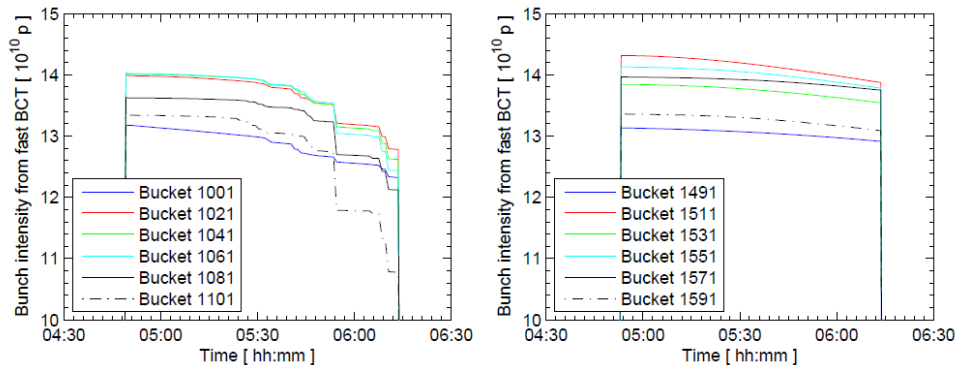 Bunch intensity from fast BCT [ 10^10 p]
15
14
13
12
11
10
Bucket 1001
Bucket 1021
Bucket 1041
Bucket 1061
Bucket 1081
Bucket 1101
04:30 05:00 05:30 06:00 06:30
Time [ hh:mm ]
Bunch intensity from fast BCT [ 10^10 p]
15
14
13
12
11
10
Bucket 1491
Bucket 1511
Bucket 1531
Bucket 1551
Bucket 1571
Bucket 1591
04:30 05:00 05:30 06:00 06:30
Time [ hh:mm ]